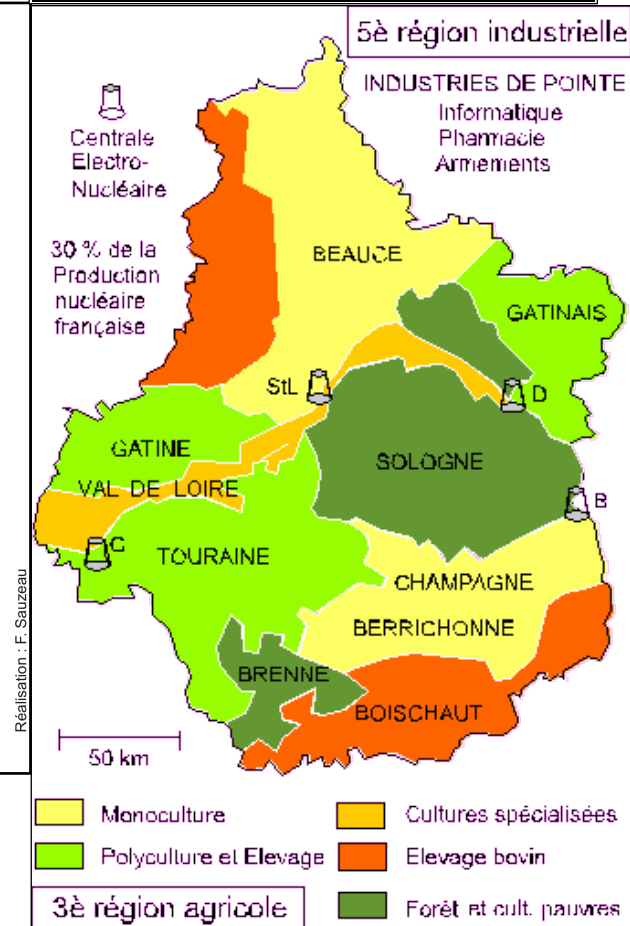 5è région industrielle
INDUSTRIES DE POINTE
Informatique
Pharmacie
Armements
Centrale
Electro-
Nucléaire
30 % de la
Production
nucléaire
française
BEAUCE
GATINAIS
StL
D
GATINE
SOLOGNE
VAL DE LOIRE
B
C
TOURAINE
CHAMPAGNE
BERRICHONNE
BRENNE
BOISCHAUT
Réalisation : F. Sauzeau
50 km
Monoculture
Cultures spécialisées
Polyculture et Elevage
Elevage bovin
3è région agricole
Forêt et cult. pauvres